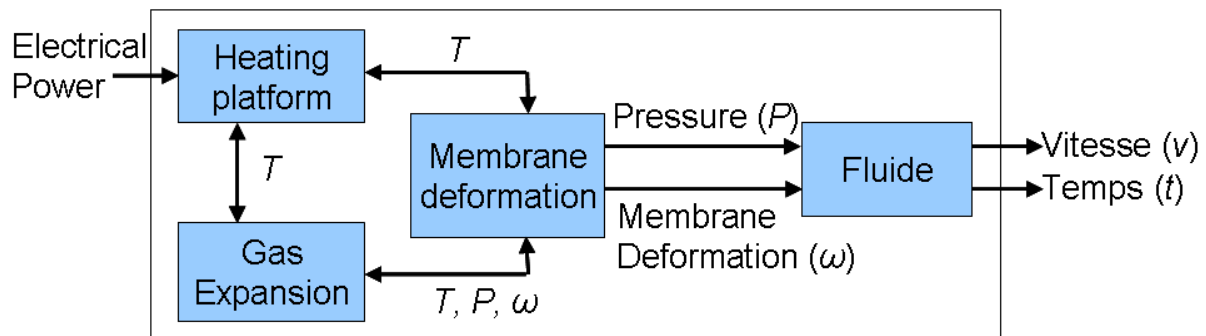 Electrical
Power
Heating
platform
T
T
Gas
Expansion
T, P, ω
Membrane
deformation
Pressure (P)
Membrane
Deformation (ω)
Fluide
Vitesse (v)
Temps (t)